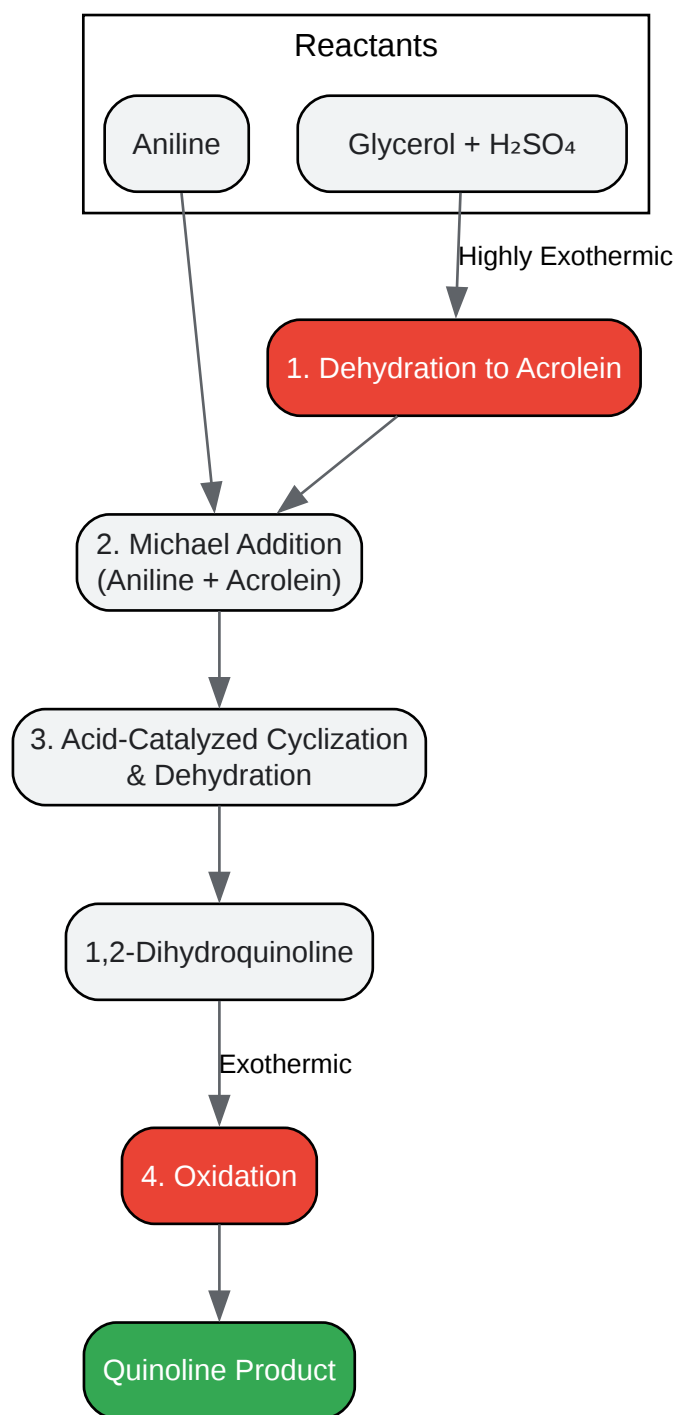 Reactants
Aniline
Glycerol + H₂SO₄
Highly Exothermic
1. Dehydration to Acrolein
2. Michael Addition
(Aniline + Acrolein)
3. Acid-Catalyzed Cyclization
& Dehydration
1,2-Dihydroquinoline
Exothermic
4. Oxidation
Quinoline Product